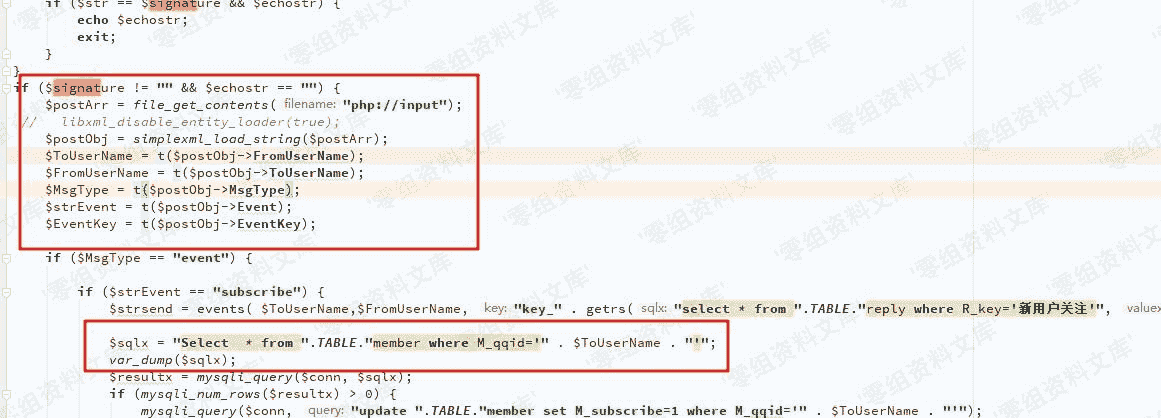 if ($str == $signature && $echostr) {
echo $echostr;
exit;
}
}
if ($signature != "" && $echostr == "") {
$postArr = file_get_contents( filename: "php://input");
// libxml_disable_entity_loader(true);
$postObj = simplexml_load_string($postArr);
$ToUserName = t($postObj->FromUserName);
$FromUserName = t($postObj->ToUserName);
$MsgType = t($postObj->MsgType);
$strEvent = t($postObj->Event);
$EventKey = t($postObj->EventKey);
if ($MsgType == "event") {
if ($strEvent == "subscribe") {
$strsend = events( $ToUserName,$FromUserName, key: "key_" . getrs( sqlx: "select * from ".TABLE."reply where R_key='新用户关注'", valuex
$sqlx = "Select * from ".TABLE."member where M_qqid='" . $ToUserName . "'";
var_dump($sqlx);
$resultx = mysqli_query($conn, $sqlx);
if (mysqli_num_rows($resultx) > 0) {
mysqli_query($conn, query: "update ".TABLE."member set M_subscribe=1 where M_qqid='" . $ToUserName . "'");
'零组资料文库'